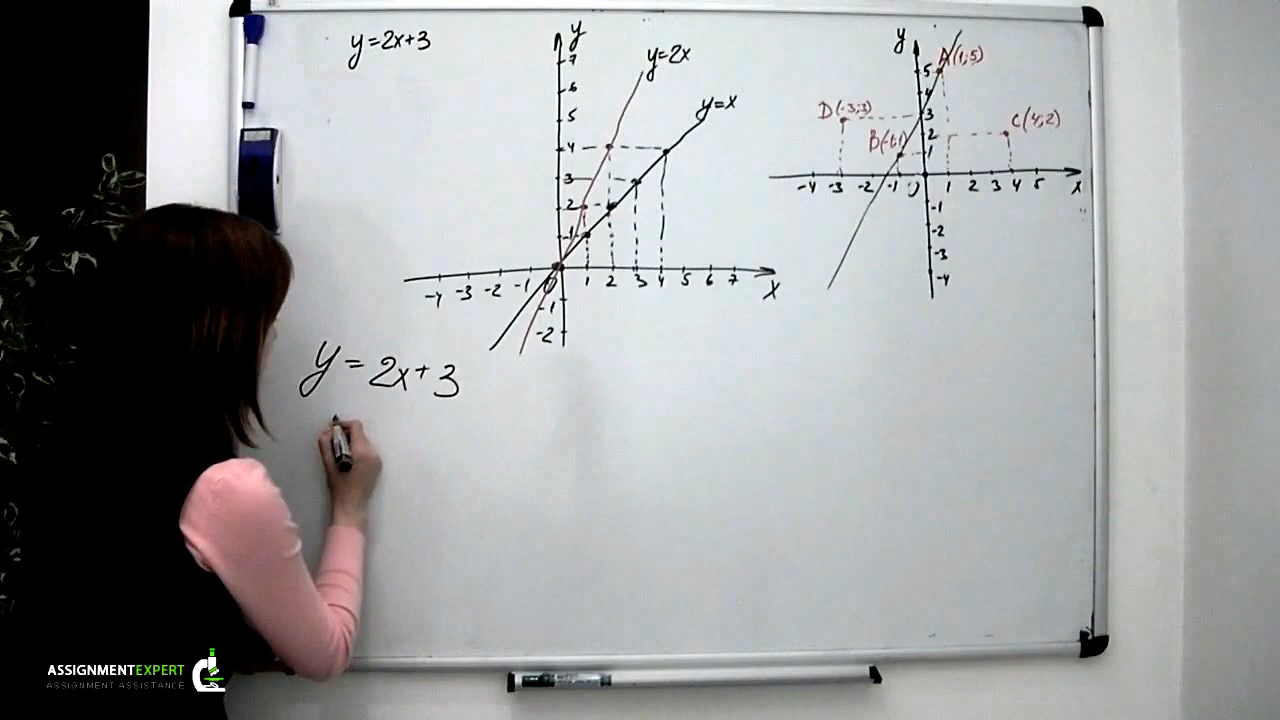 y=2x+3
y
7
6
5
4
3
2
1
y=2x
y=x
-4 -3 -2 -1 0 1 2 3 4 5 6 7
x
-1
-2
y
5
4
3
2
1
A(1;5)
D(-3;3)
B(-1;1)
C(4;2)
-4 -3 -2 -1 0 1 2 3 4 5
x
-1
-2
-3
-4
y=2x+3
ASSIGNMENTEXPERT
ASSIGNMENT ASSISTANCE